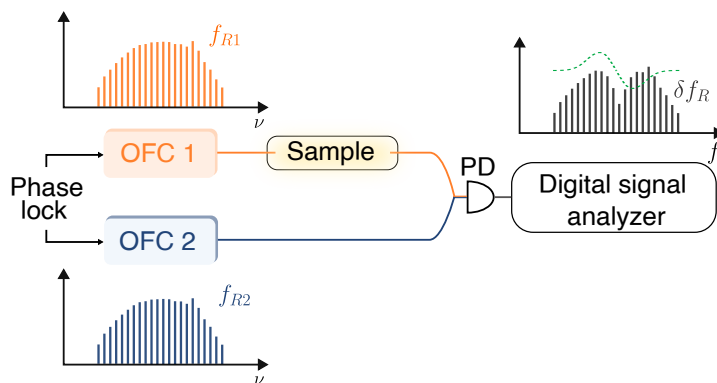 f_{R1}
ν
δf_R
f
OFC 1
Sample
PD
Phase
lock
Digital signal
analyzer
OFC 2
f_{R2}
ν